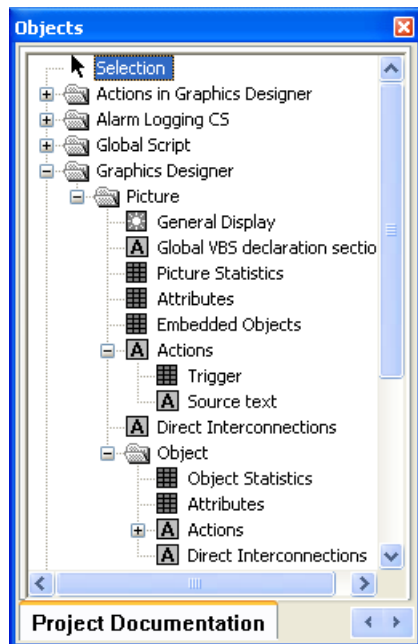 Objects
Selection
Actions in Graphics Designer
Alarm Logging CS
Global Script
Graphics Designer
Picture
General Display
A Global VBS declaration sectio
Picture Statistics
Attributes
Embedded Objects
A Actions
Trigger
A Source text
A Direct Interconnections
Object
Object Statistics
Attributes
A Actions
A Direct Interconnections
Project Documentation